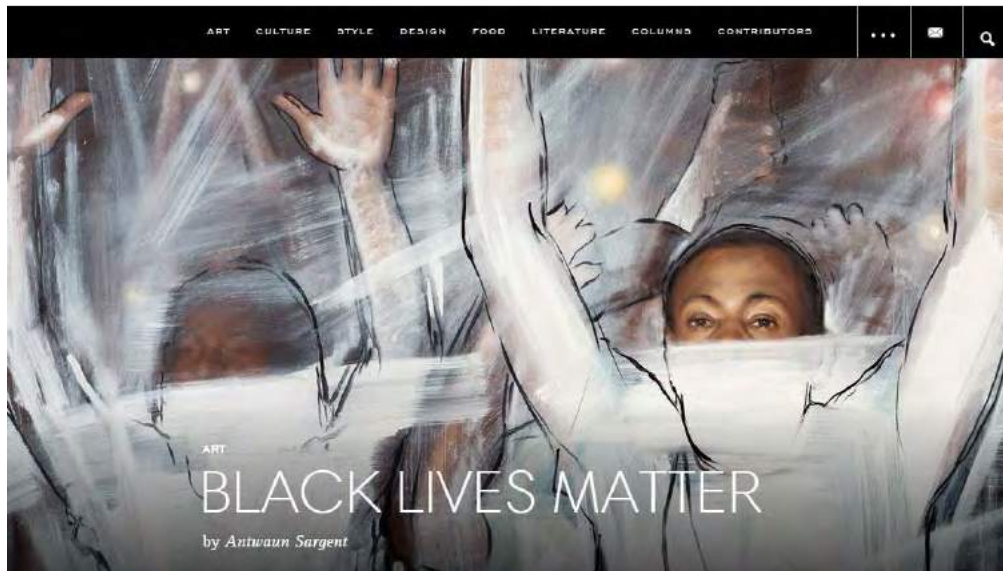 ART CULTURE STYLE DESIGN FOOD LITERATURE COLUMNS CONTRIBUTORS
ART
BLACK LIVES MATTER
by Antwaun Sargent